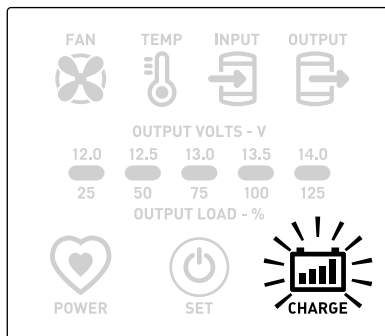 FAN TEMP INPUT OUTPUT
OUTPUT VOLTS - V
12.0 12.5 13.0 13.5 14.0
25 50 75 100 125
OUTPUT LOAD - %
POWER SET CHARGE